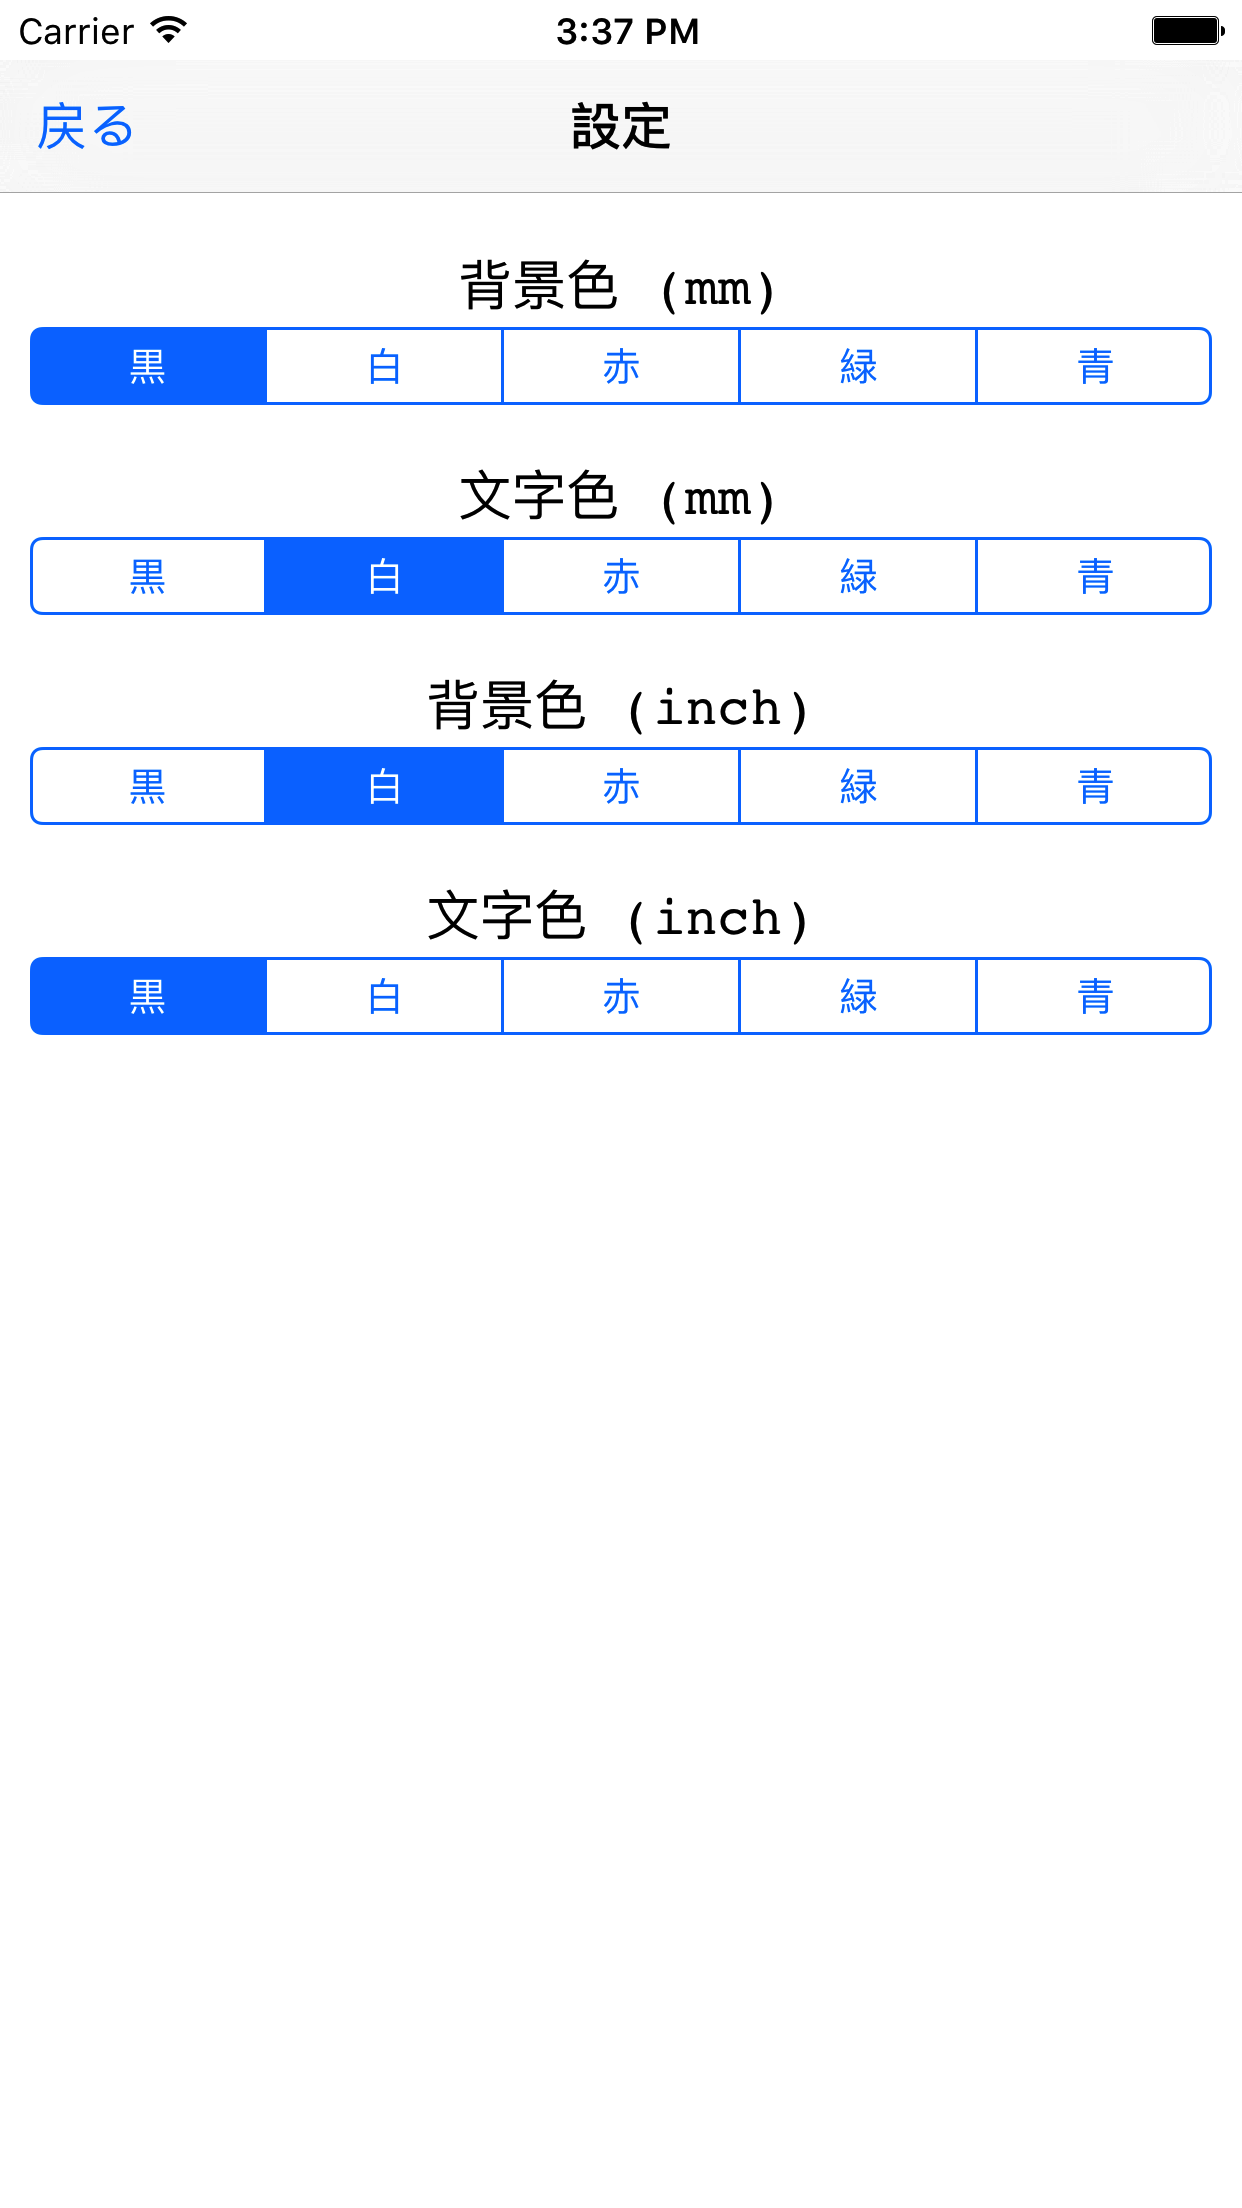 Carrier 3:37 PM
戻る 設定
背景色 (mm)
黒 白 赤 緑 青
文字色 (mm)
黒 白 赤 緑 青
背景色 (inch)
黒 白 赤 緑 青
文字色 (inch)
黒 白 赤 緑 青